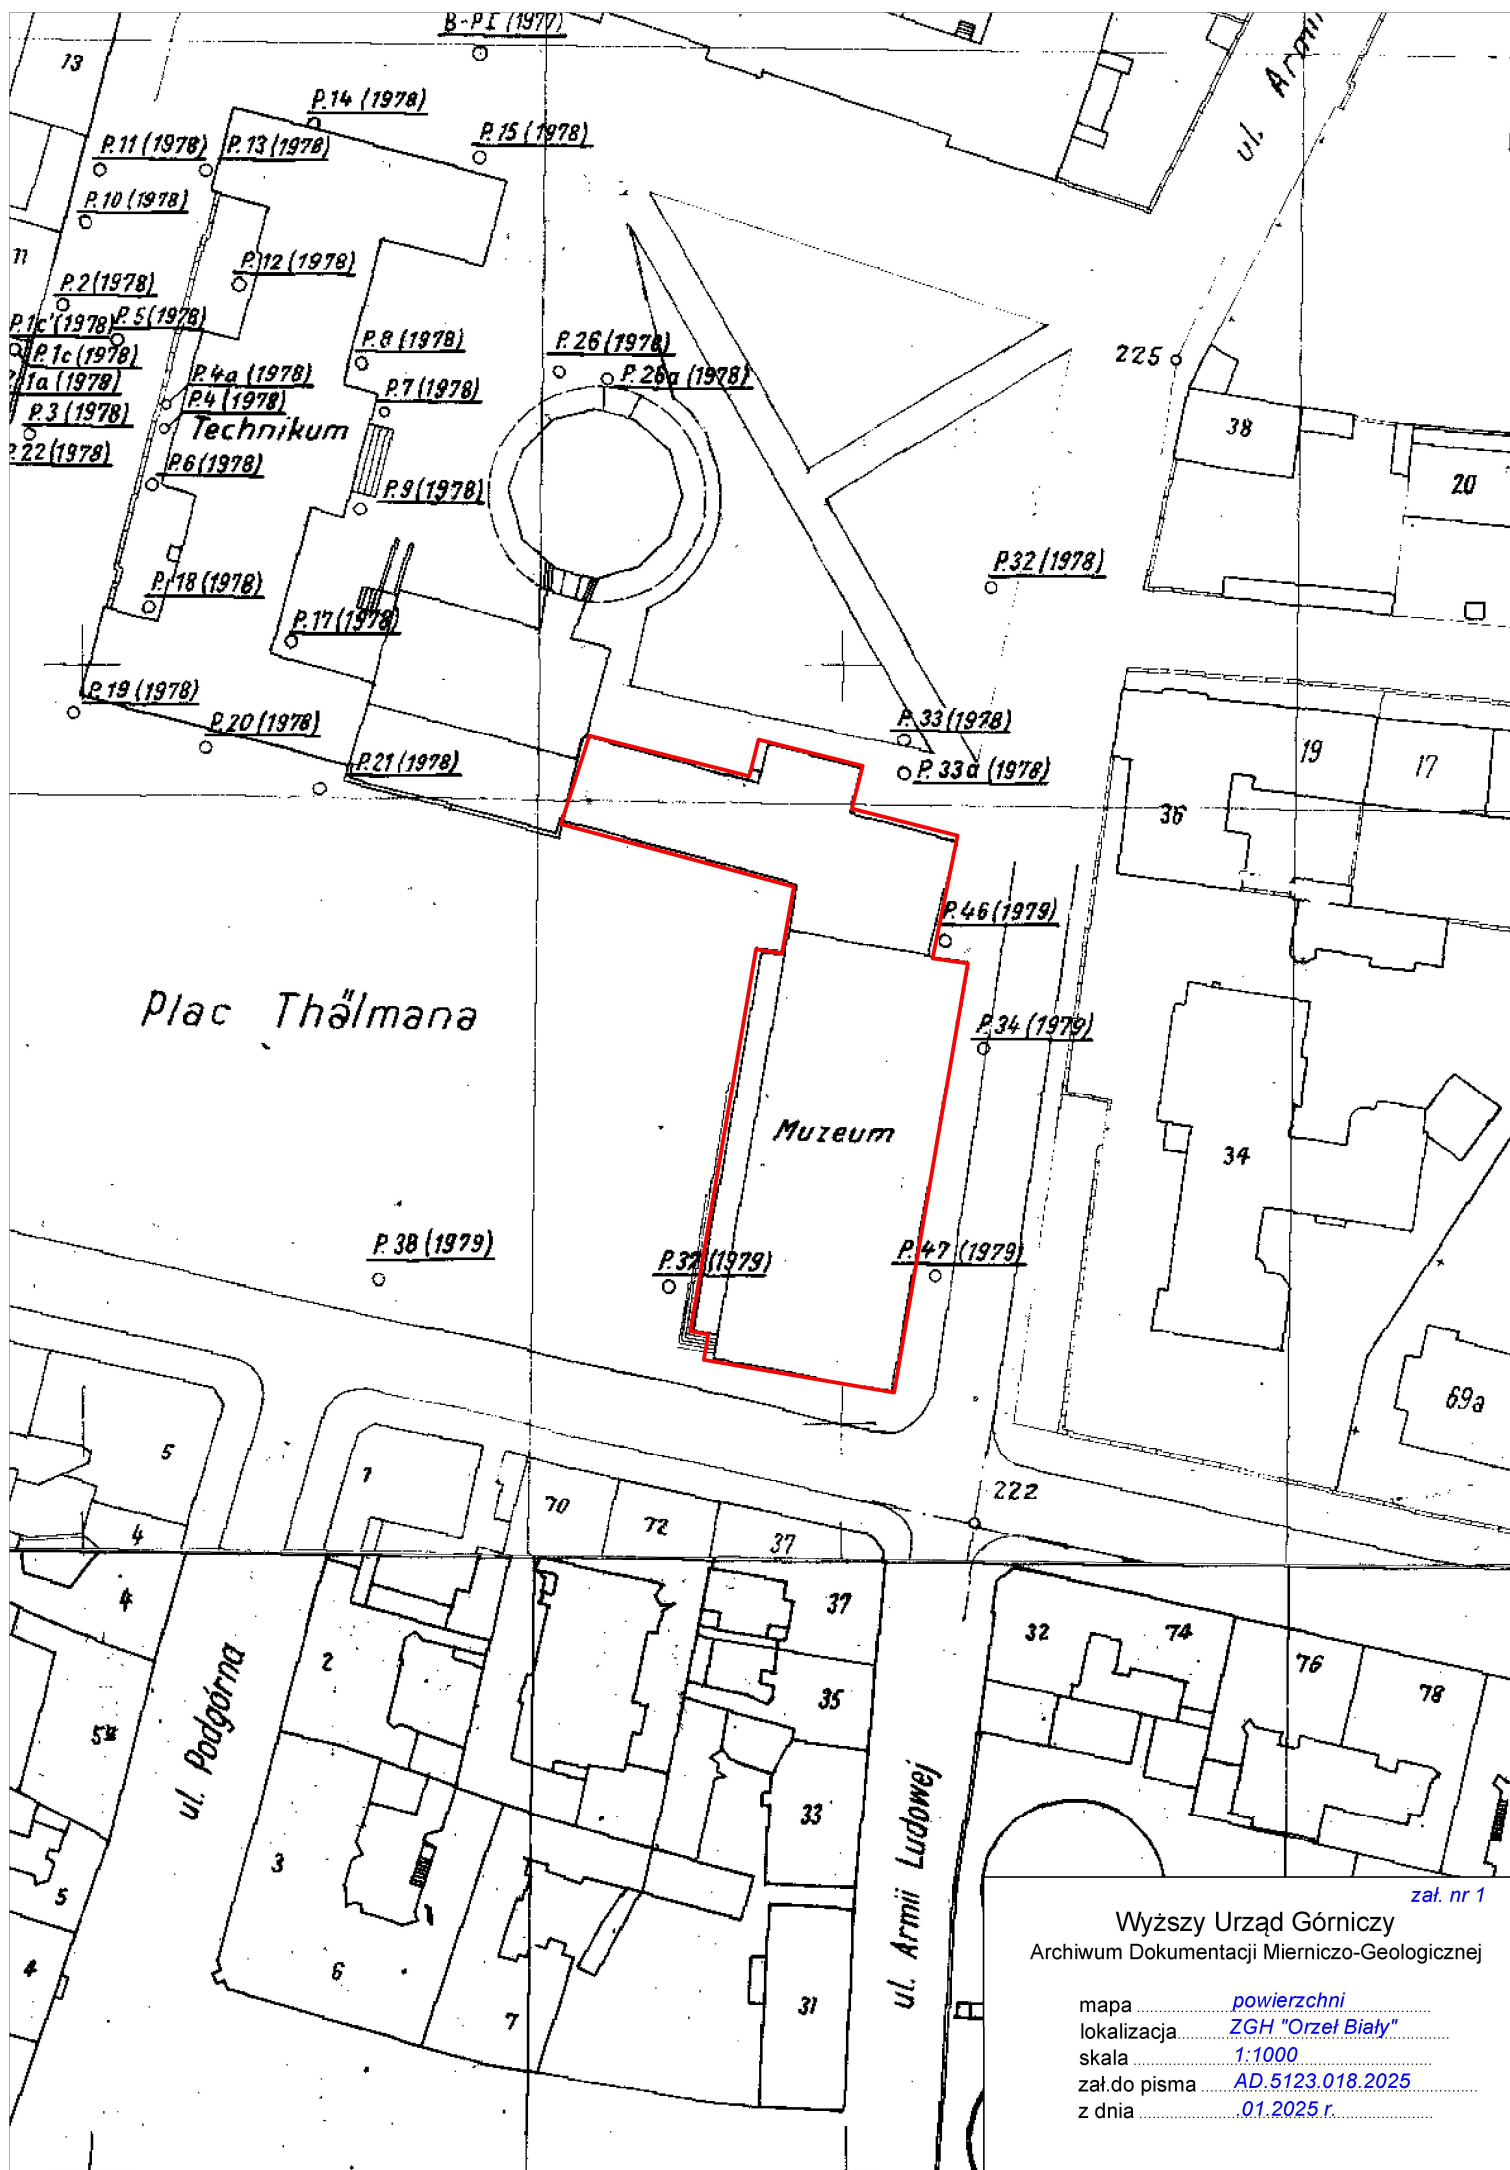 B-PI (1977)
13
P.14 (1978)
P.15 (1978)
P.11 (1978)
P.13 (1978)
P.10 (1978)
ul. Armii
11
P.12 (1978)
P.2 (1978)
P.1c' (1978)
P.5 (1978)
P.1c (1978)
P.8 (1978)
P.26 (1978)
225
1a (1978)
P.4a (1978)
P.26a (1978)
P.3 (1978)
P.4 (1978)
P.7 (1978)
Technikum
38
P.22 (1978)
P.6 (1978)
P.9 (1978)
20
P.32 (1978)
P.18 (1978)
P.17 (1978)
P.19 (1978)
P.20 (1978)
P.33 (1978)
P.21 (1978)
P.33a (1978)
19
17
36
P.46 (1979)
Plac Thälmana
P.34 (1979)
Muzeum
34
P.38 (1979)
P.37 (1979)
P.47 (1979)
69a
5
1
222
70
72
37
4
4
37
32
74
2
76
35
78
5a
ul. Podgórna
33
3
ul. Armii Ludowej
5
4
6
7
31
zał. nr 1
Wyższy Urząd Górniczy
Archiwum Dokumentacji Mierniczo-Geologicznej
mapa powierzchni
lokalizacja ZGH "Orzeł Biały"
skala 1:1000
zał.do pisma AD.5123.018.2025
z dnia .01.2025 r.